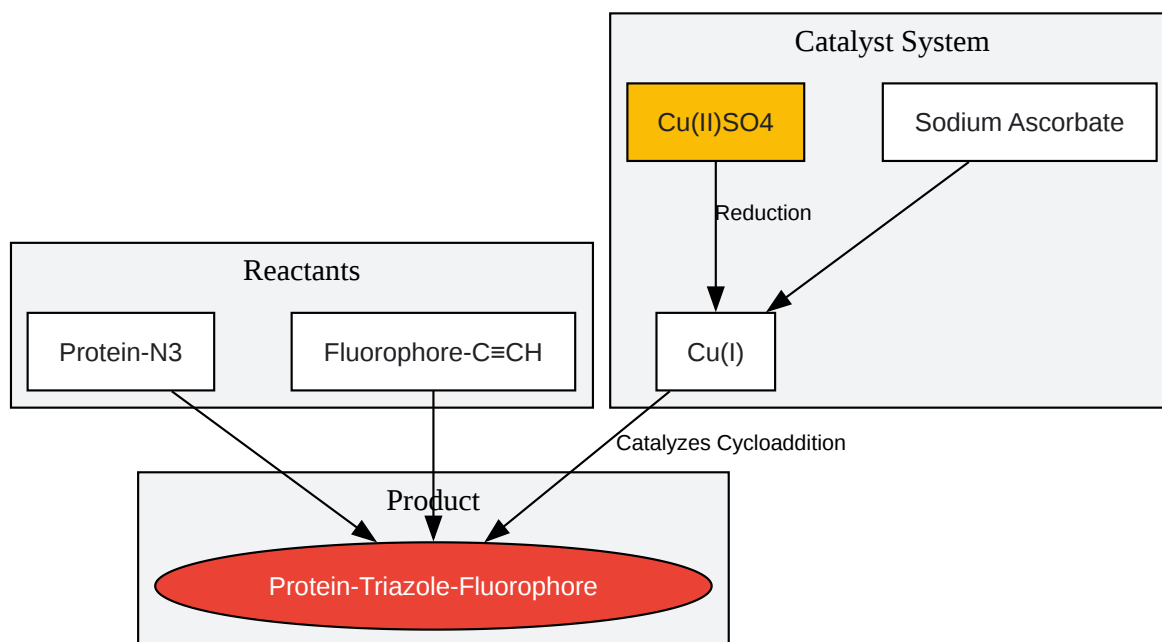 Catalyst System
Cu(II)SO4
Sodium Ascorbate
Reduction
Reactants
Protein-N3
Fluorophore-C≡CH
Cu(I)
Catalyzes Cycloaddition
Product
Protein-Triazole-Fluorophore